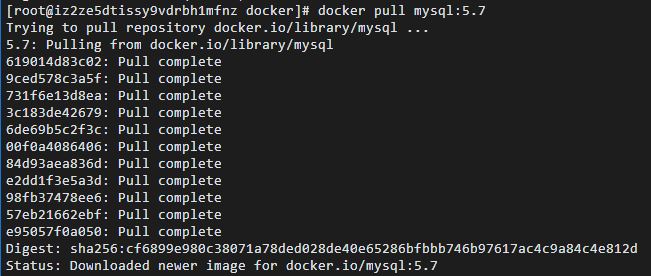 [root@iz2ze5dtissy9vdrbh1mfnz docker]# docker pull mysql:5.7
Trying to pull repository docker.io/library/mysql ...
5.7: Pulling from docker.io/library/mysql
619014d83c02: Pull complete
9ced578c3a5f: Pull complete
731f6e13d8ea: Pull complete
3c183de42679: Pull complete
6de69b5c2f3c: Pull complete
00f0a4086406: Pull complete
84d93aea836d: Pull complete
e2dd1f3e5a3d: Pull complete
98fb37478ee6: Pull complete
57eb21662ebf: Pull complete
e95057f0a050: Pull complete
Digest: sha256:cf6899e980c38071a78ded028de40e65286bfbbb746b97617ac4c9a84c4e812d
Status: Downloaded newer image for docker.io/mysql:5.7